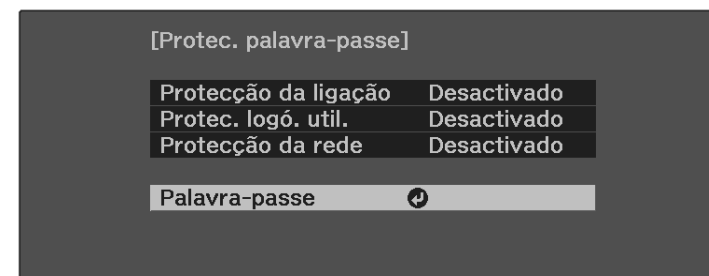 [Protec. palavra-passe]
Protecção da ligação Desactivado
Protec. logó. util. Desactivado
Protecção da rede Desactivado
Palavra-passe